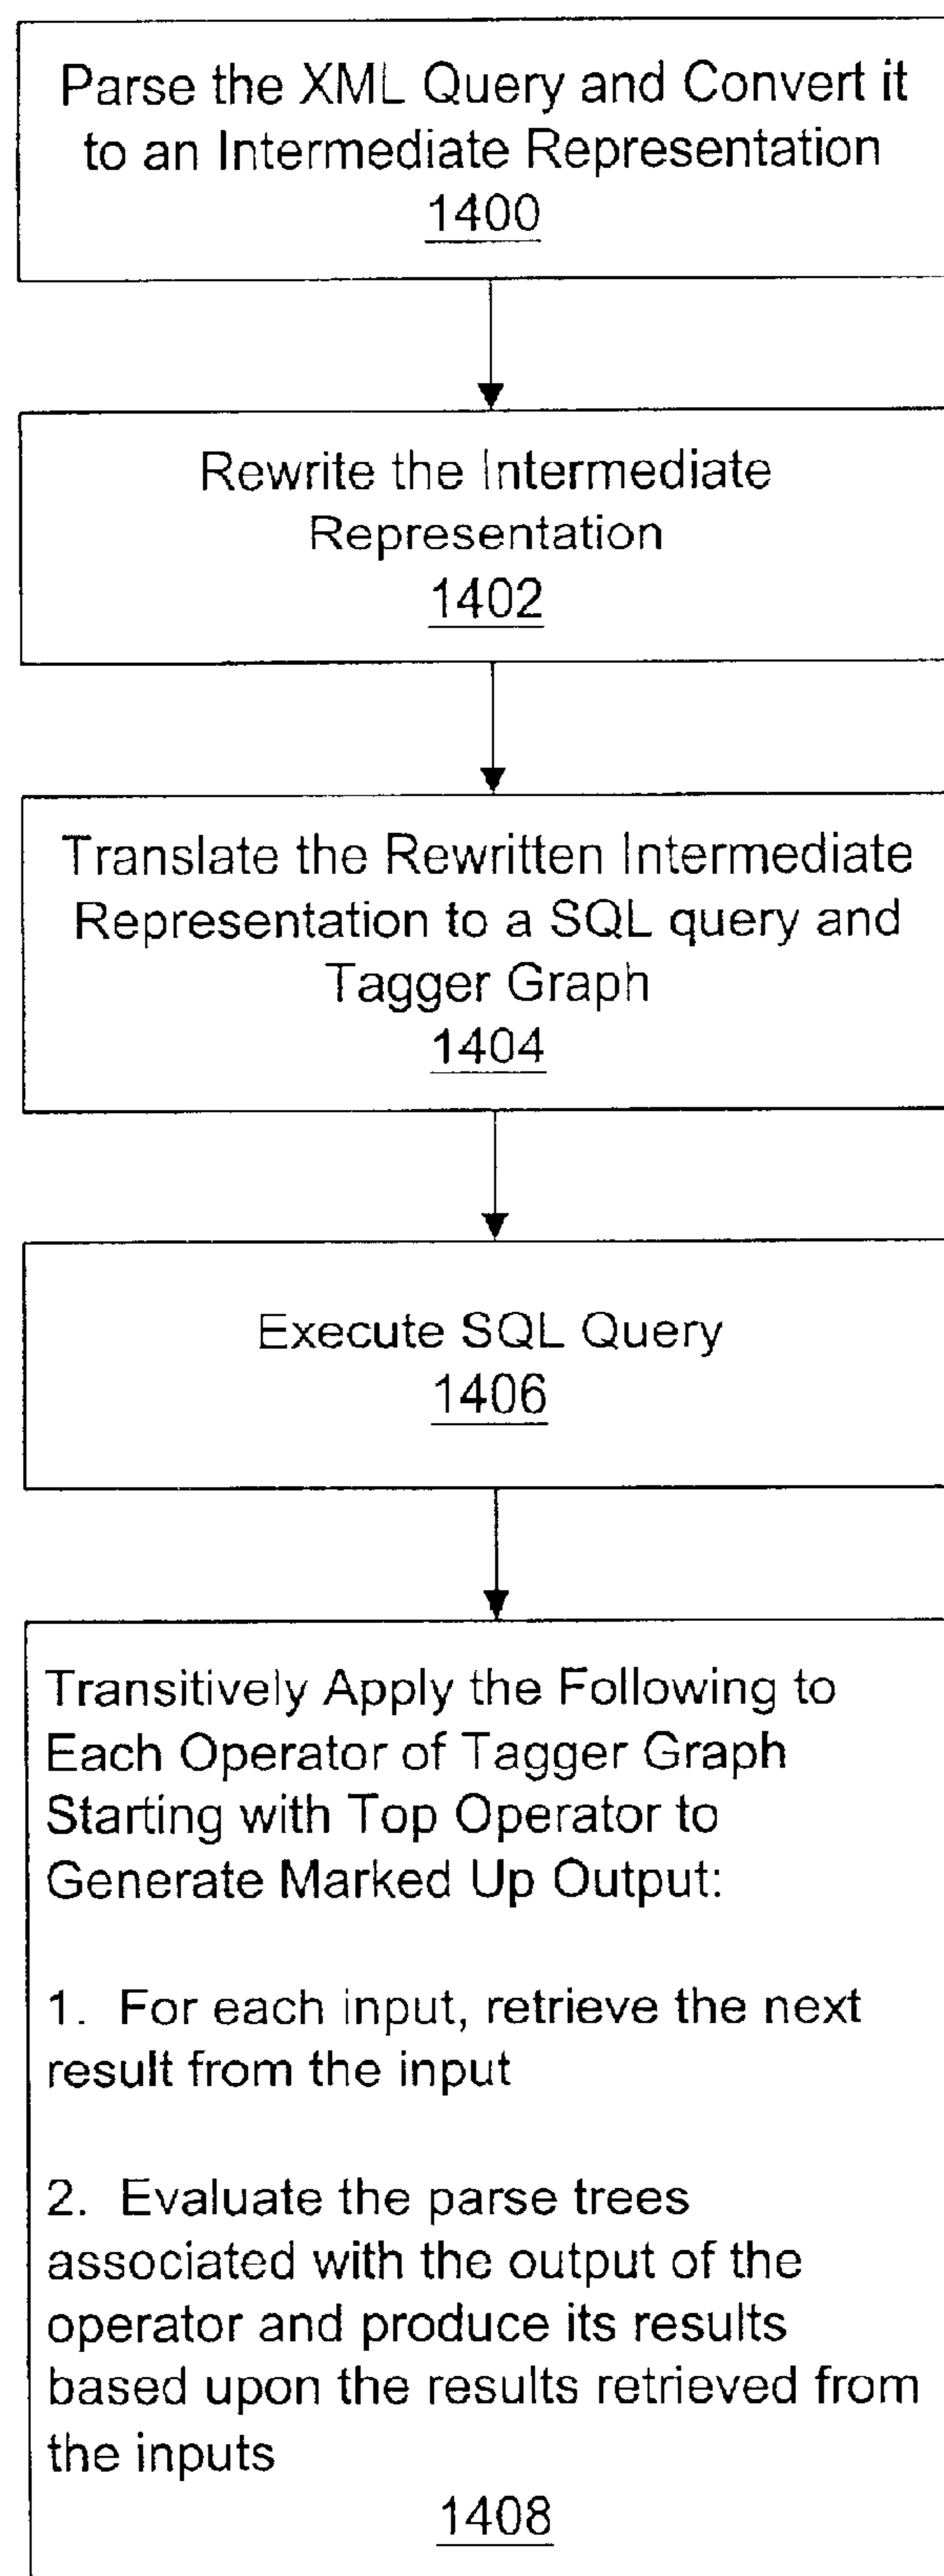 Parse the XML Query and Convert it
to an Intermediate Representation
1400
Rewrite the Intermediate
Representation
1402
Translate the Rewritten Intermediate
Representation to a SQL query and
Tagger Graph
1404
Execute SQL Query
1406
Transitively Apply the Following to
Each Operator of Tagger Graph
Starting with Top Operator to
Generate Marked Up Output:
1. For each input, retrieve the next
result from the input
2. Evaluate the parse trees
associated with the output of the
operator and produce its results
based upon the results retrieved from
the inputs
1408